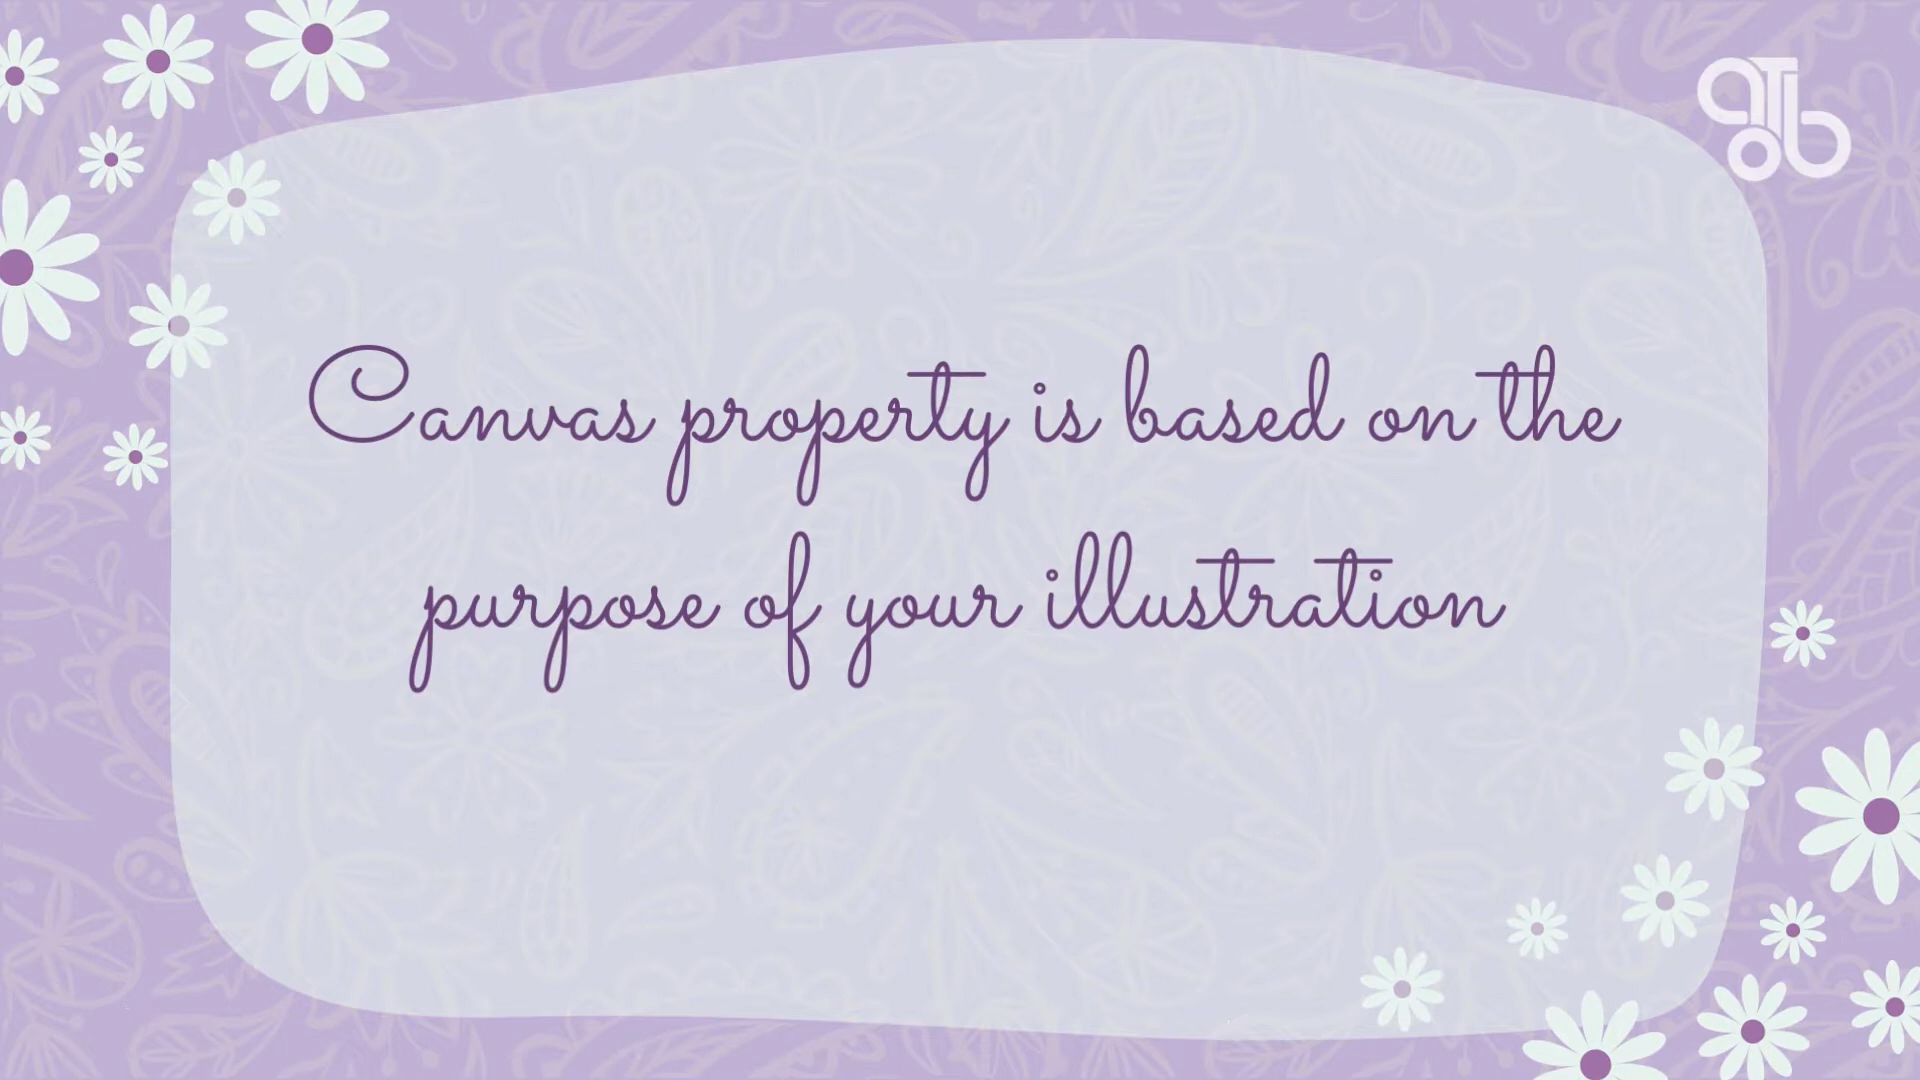 Canvas property is based on the
purpose of your illustration